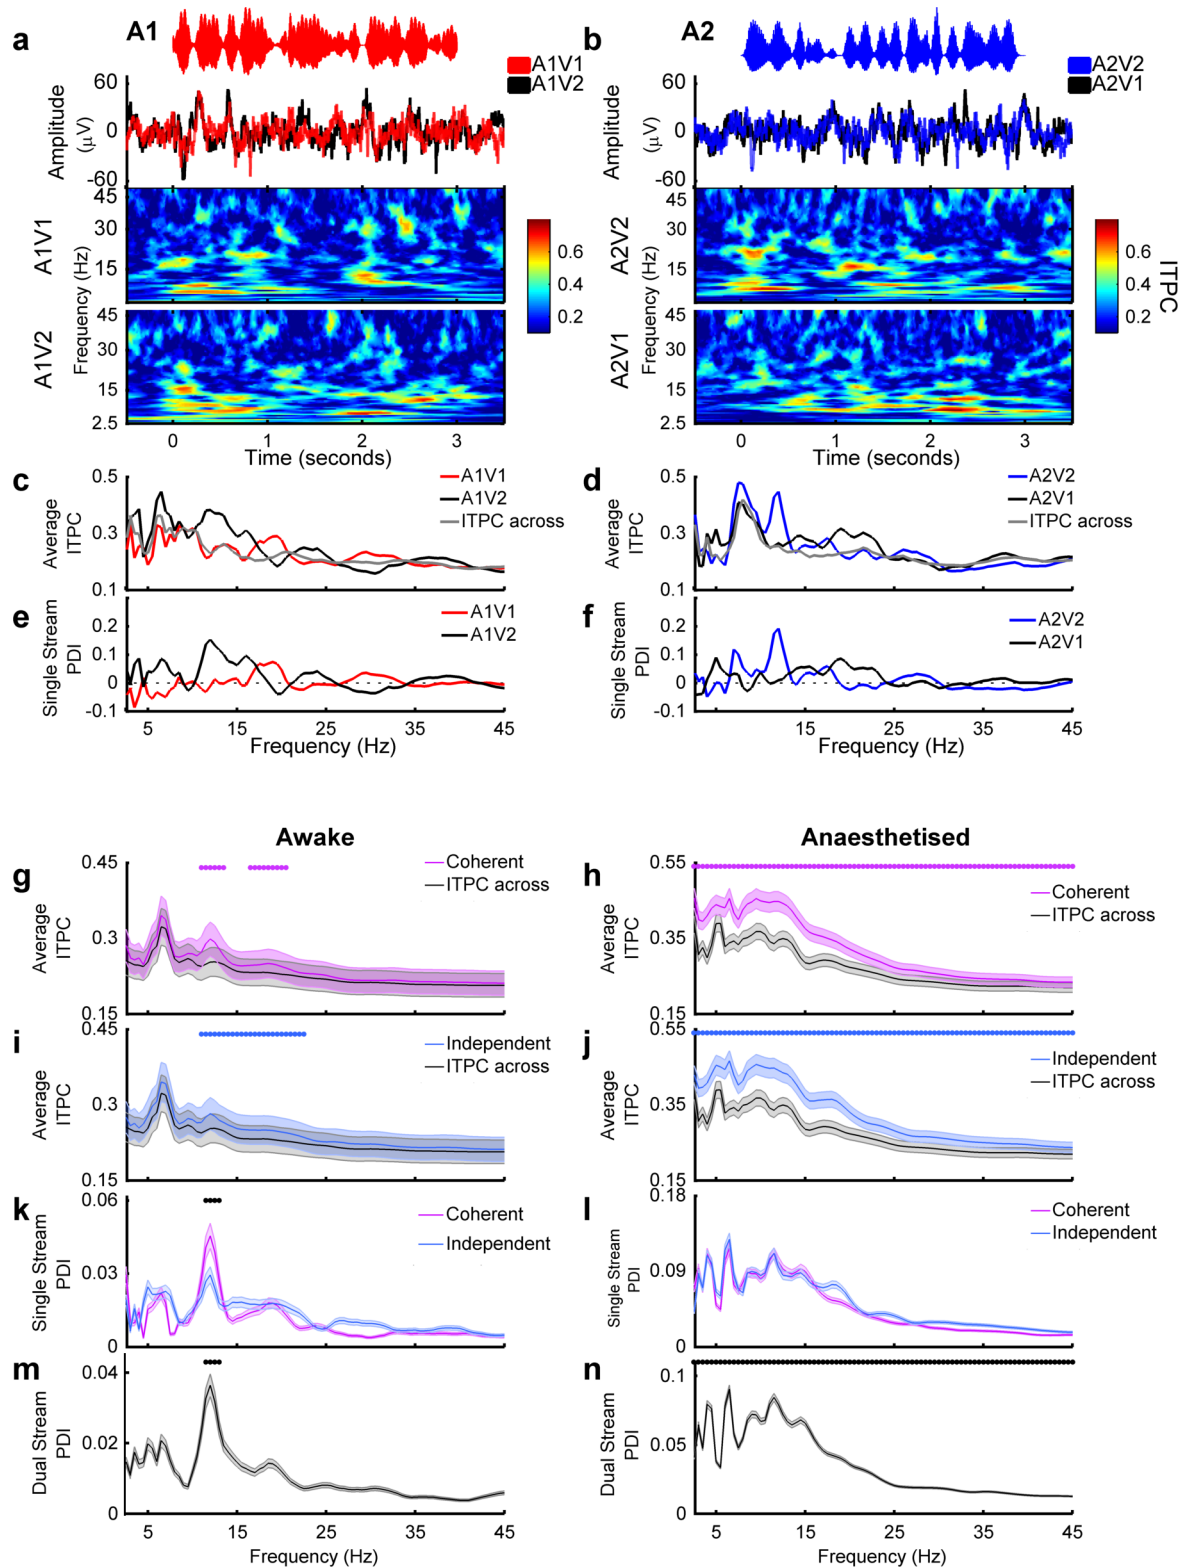 a A1
A1V1
A1V2
b A2
A2V2
A2V1
Amplitude
(μV)
60
0
-60
Amplitude
(μV)
60
0
-60
A1V1
45
30
15
A1V2
Frequency (Hz)
45
30
15
2.5
0.6
0.4
0.2
0 1 2 3
Time (seconds)
A2V2
45
30
15
A2V1
Frequency (Hz)
45
30
15
2.5
0.6
0.4
0.2
ITPC
0 1 2 3
Time (seconds)
c
Average
ITPC
0.5
0.3
0.1
A1V1
A1V2
ITPC across
d
Average
ITPC
0.5
0.3
0.1
A2V2
A2V1
ITPC across
e
Single Stream
PDI
0.2
0.1
0
-0.1
A1V1
A1V2
5 15 25 35 45
Frequency (Hz)
f
Single Stream
PDI
0.2
0.1
0
-0.1
A2V2
A2V1
5 15 25 35 45
Frequency (Hz)
Awake
Anaesthetised
g
Average
ITPC
0.45
0.3
0.15
Coherent
ITPC across
h
Average
ITPC
0.55
0.35
0.15
Coherent
ITPC across
i
Average
ITPC
0.45
0.3
0.15
Independent
ITPC across
j
Average
ITPC
0.55
0.35
0.15
Independent
ITPC across
k
Single Stream
PDI
0.06
0.03
0
Coherent
Independent
l
Single Stream
PDI
0.18
0.09
0
Coherent
Independent
m
Dual Stream
PDI
0.04
0.02
0
5 15 25 35 45
Frequency (Hz)
n
Dual Stream
PDI
0.1
0.05
0
5 15 25 35 45
Frequency (Hz)